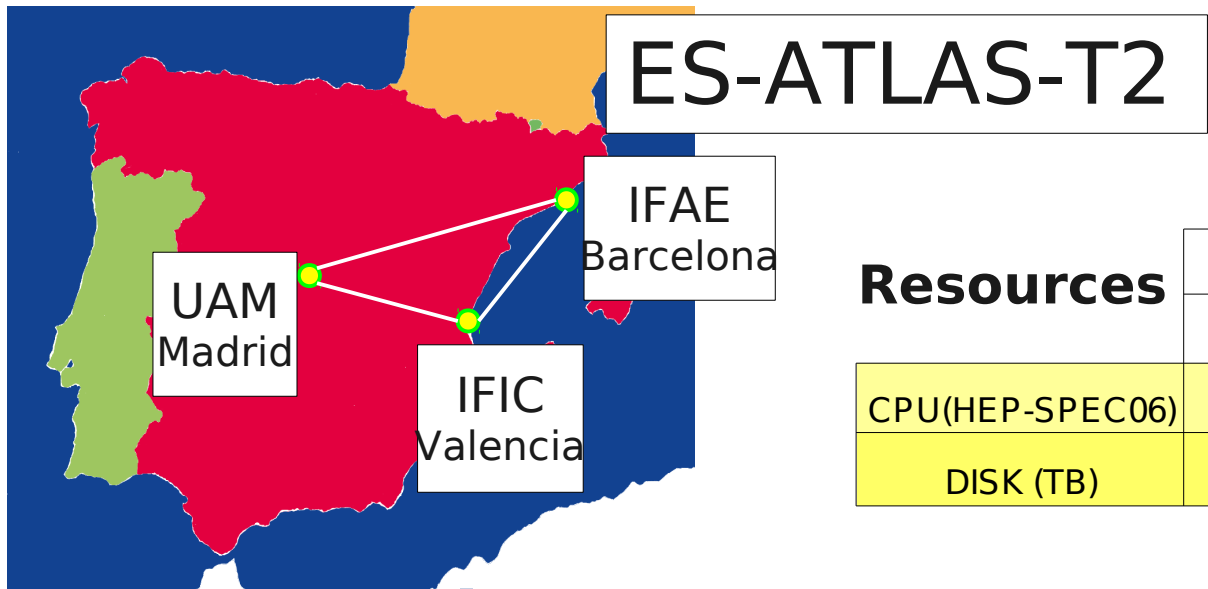 ES-ATLAS-T2
IFAE
Barcelona
UAM
Madrid
IFIC
Valencia
Resources
CPU(HEP-SPEC06)
DISK (TB)